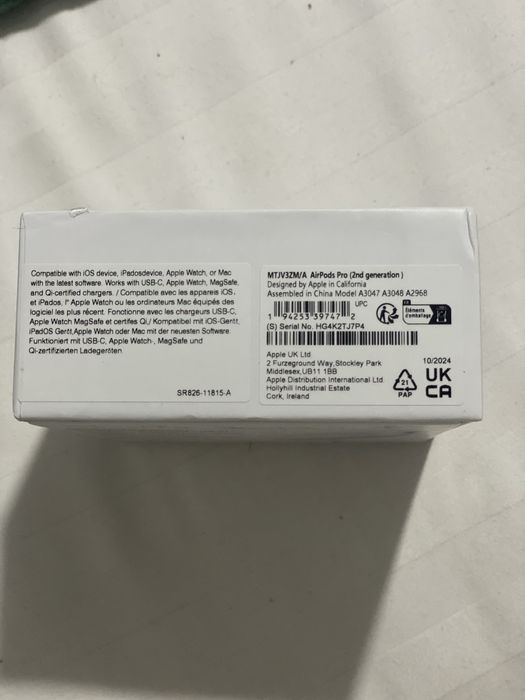 Compatible with iOS device, iPadosdevice, Apple Watch, or Mac
with the latest software. Works with USB-C, Apple Watch, MagSafe,
and Qi-certified chargers. / Compatible avec les appareis iOS,
et iPados, l' Apple Watch ou les ordinateurs Mac équipés des
logiciel les plus récent. Fonctionne avec les chargeurs USB-C,
Apple Watch MagSafe et certifes Qi,/ Kompatibel mit iOS-Gertt,
iPadOS Gertt,Apple Watch oder Mac mit der neuesten Software.
Funktioniert mit USB-C, Apple Watch, MagSafe und
Qi-zertifizierten Ladegeräten.
SR826-11815-A
MTJV3ZM/A AirPods Pro (2nd generation)
Designed by Apple in California
Assembled in China Model A3047 A3048 A2968
UPC
1 94253 39747 2
(S) Serial No. HG4K2TJ7P4
FR
Éléments
d'emballage
Apple UK Ltd
2 Furzeground Way,Stockley Park
Middlesex,UB11 1BB
Apple Distribution International Ltd
Hollyhill Industrial Estate
Cork, Ireland
10/2024
21
PAP
UK
CA